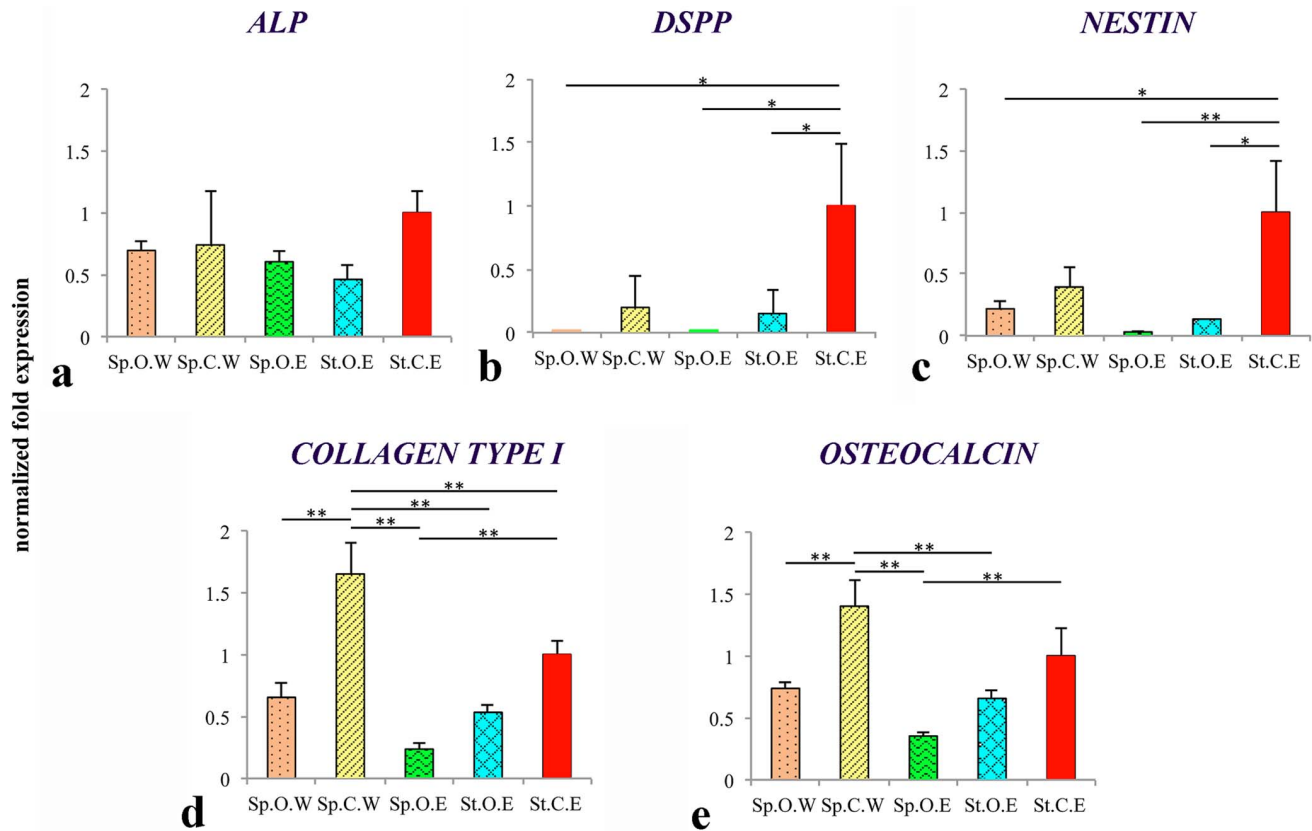 ALP
DSPP
NESTIN
normalized fold expression
2
1.5
1
0.5
0
Sp.O.W Sp.C.W Sp.O.E St.O.E St.C.E
a
*
*
*
2
1.5
1
0.5
0
Sp.O.W Sp.C.W Sp.O.E St.O.E St.C.E
b
*
**
*
2
1.5
1
0.5
0
Sp.O.W Sp.C.W Sp.O.E St.O.E St.C.E
c
COLLAGEN TYPE I
**
**
** **
**
2
1.5
1
0.5
0
Sp.O.W Sp.C.W Sp.O.E St.O.E St.C.E
d
OSTEOCALCIN
**
**
**
**
2
1.5
1
0.5
0
Sp.O.W Sp.C.W Sp.O.E St.O.E St.C.E
e